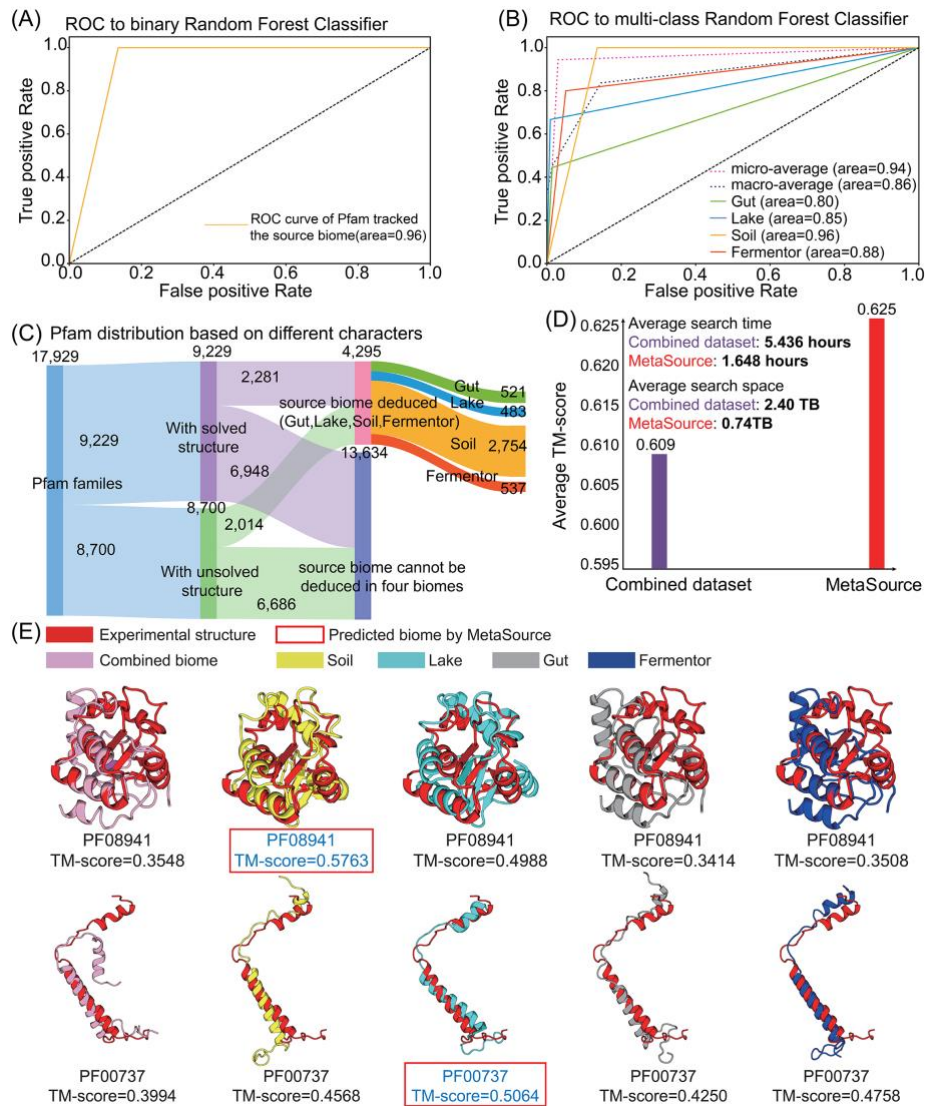 (A)
ROC to binary Random Forest Classifier
True positive Rate
1.0
0.8
0.6
0.4
0.2
0.0
0.0 0.2 0.4 0.6 0.8 1.0
False positive Rate
ROC curve of Pfam tracked
the source biome(area=0.96)
(B)
ROC to multi-class Random Forest Classifier
True positive Rate
1.0
0.8
0.6
0.4
0.2
0.0
0.0 0.2 0.4 0.6 0.8 1.0
False positive Rate
micro-average (area=0.94)
macro-average (area=0.86)
Gut (area=0.80)
Lake (area=0.85)
Soil (area=0.96)
Fermentor (area=0.88)
(C)
Pfam distribution based on different characters
17,929
9,229
4,295
9,229
8,700
Pfam familes
2,281
With solved
structure
6,948
8,700
2,014
With unsolved
structure
6,686
source biome deduced
(Gut,Lake,Soil,Fermentor)
13,634
source biome cannot be
deduced in four biomes
Gut
521
Lake
483
Soil
2,754
Fermentor
537
(D)
Average TM-score
0.625
0.620
0.615
0.610
0.605
0.600
0.595
Average search time
Combined dataset: 5.436 hours
MetaSource: 1.648 hours
Average search space
Combined dataset: 2.40 TB
MetaSource: 0.74TB
0.609
0.625
Combined dataset
MetaSource
(E)
Experimental structure
Predicted biome by MetaSource
Combined biome
Soil
Lake
Gut
Fermentor
PF08941
TM-score=0.3548
PF08941
TM-score=0.5763
PF08941
TM-score=0.4988
PF08941
TM-score=0.3414
PF08941
TM-score=0.3508
PF00737
TM-score=0.3994
PF00737
TM-score=0.4568
PF00737
TM-score=0.5064
PF00737
TM-score=0.4250
PF00737
TM-score=0.4758